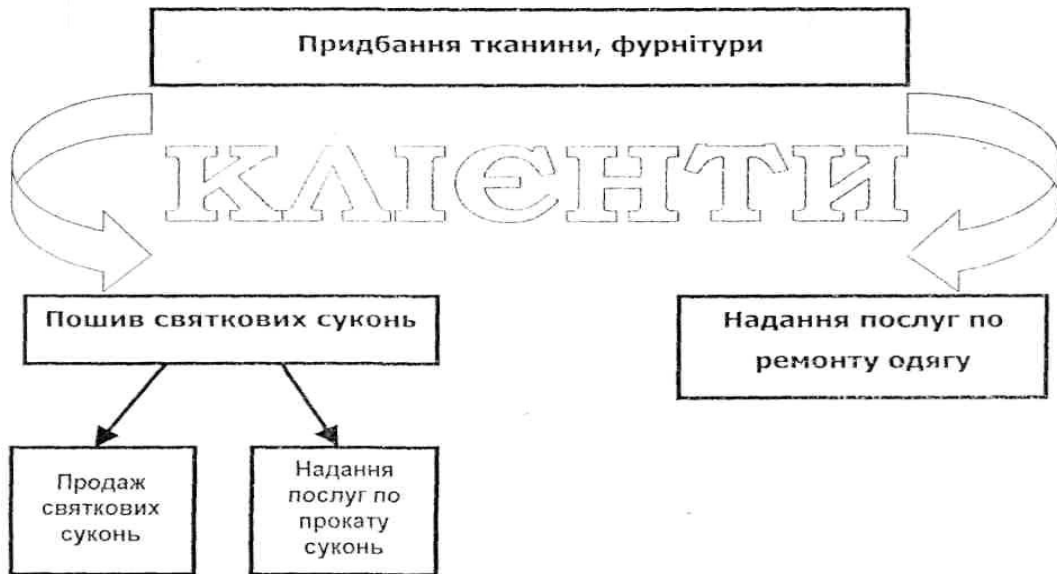 Придбання тканини, фурнітури
КЛІЄНТИ
Пошив святкових суконь
Надання послуг по
ремонту одягу
Продаж
святкових
суконь
Надання
послуг по
прокату
суконь